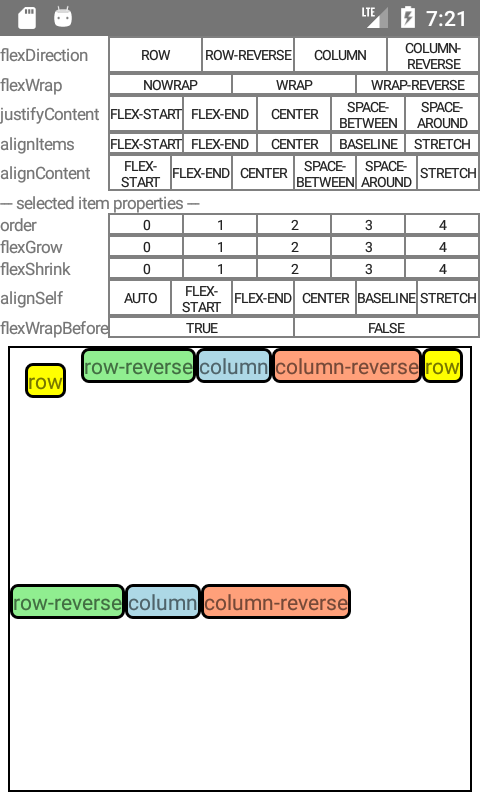 LTE 7:21
flexDirection ROW ROW-REVERSE COLUMN COLUMN-REVERSE
flexWrap NOWRAP WRAP WRAP-REVERSE
justifyContent FLEX-START FLEX-END CENTER SPACE-BETWEEN SPACE-AROUND
alignItems FLEX-START FLEX-END CENTER BASELINE STRETCH
alignContent FLEX-START FLEX-END CENTER SPACE-BETWEEN SPACE-AROUND STRETCH
--- selected item properties ---
order 0 1 2 3 4
flexGrow 0 1 2 3 4
flexShrink 0 1 2 3 4
alignSelf AUTO FLEX-START FLEX-END CENTER BASELINE STRETCH
flexWrapBefore TRUE FALSE
row row-reverse column column-reverse row
row-reverse column column-reverse